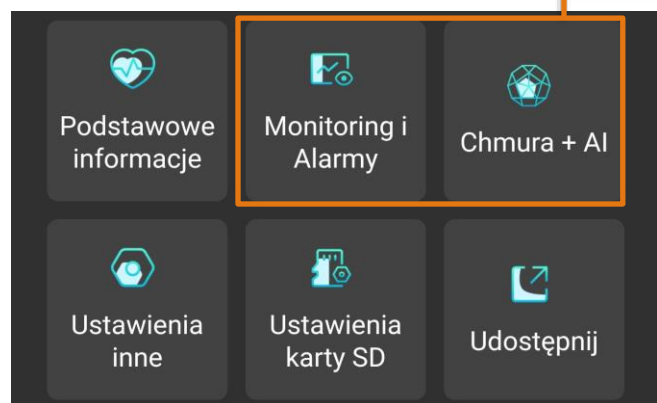 Podstawowe
informacje
Monitoring i
Alarmy
Chmura + AI
Ustawienia
inne
Ustawienia
karty SD
Udostępnij